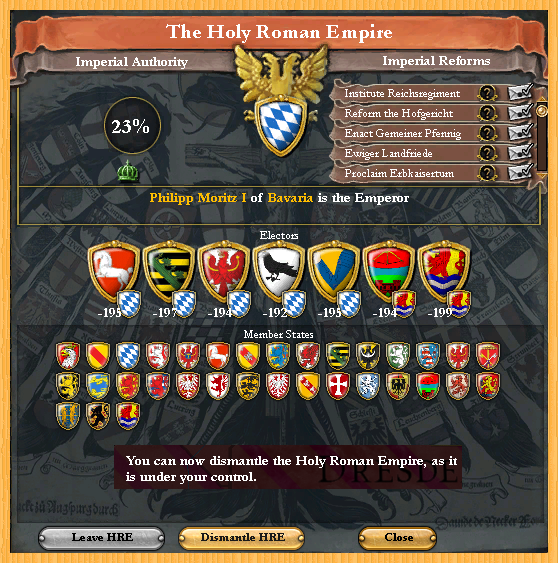 The Holy Roman Empire
Imperial Authority
Imperial Reforms
23%
Institute Reichsregiment
Reform the Hofgericht
Enact Gemeiner Pfennig
Ewiger Landfriede
Proclaim Erbkaisertum
Philipp Moritz I of Bavaria is the Emperor
Electors
-195 -197 -194 -192 -195 -194 -199
Member States
You can now dismantle the Holy Roman Empire, as it
is under your control.
DRESDE
Leave HRE
Dismantle HRE
Close